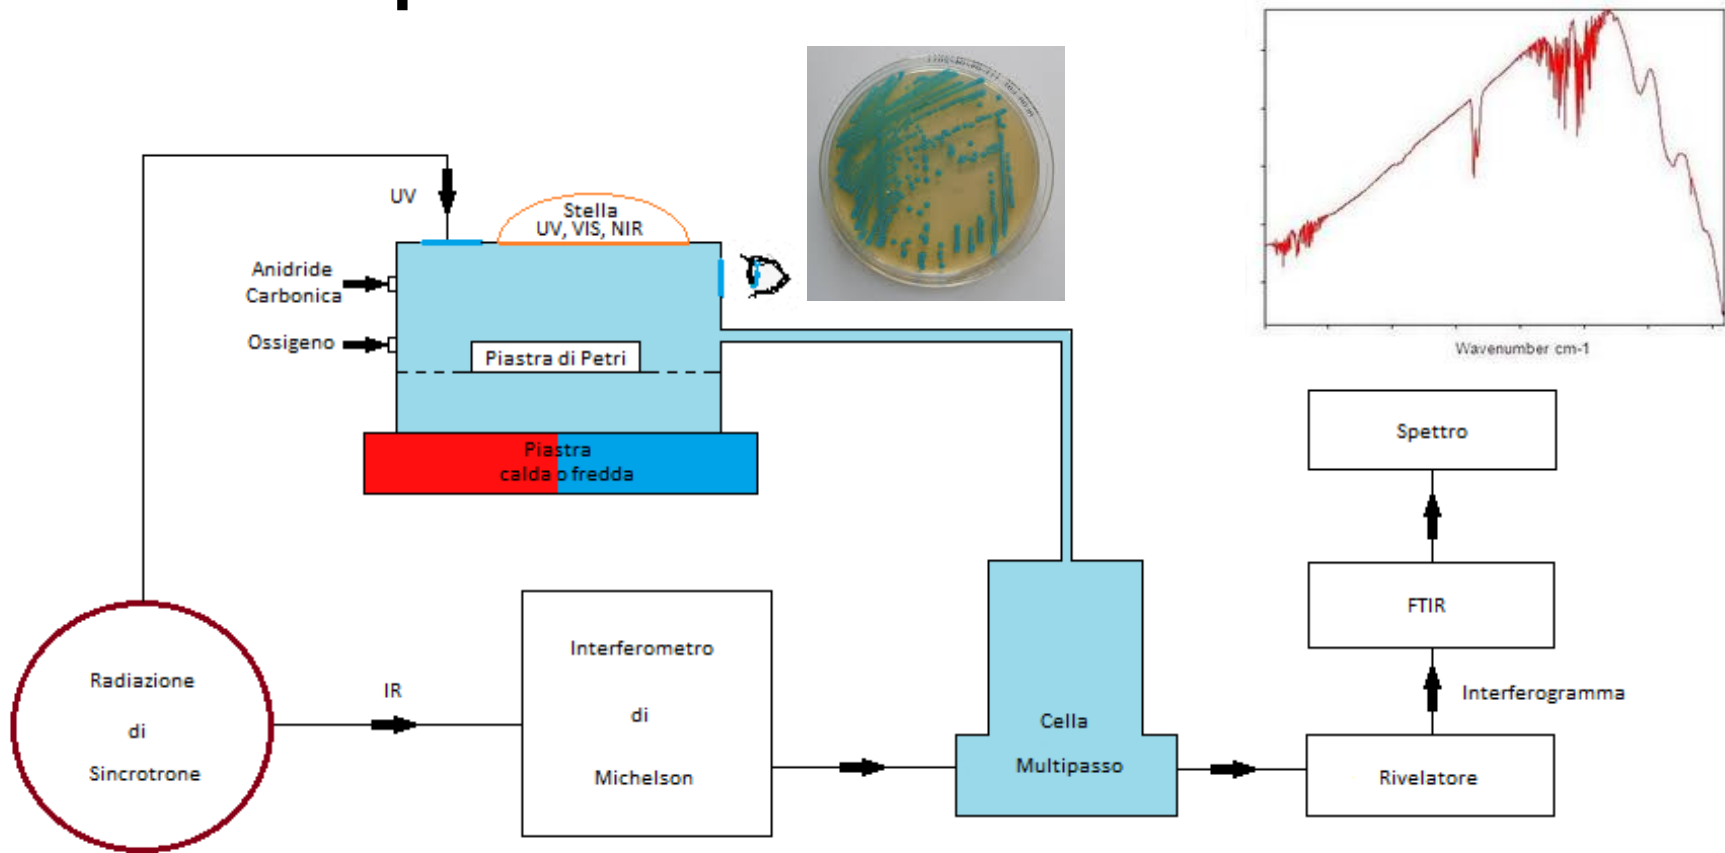 UV
Stella
UV, VIS, NIR
Anidride
Carbonica
Ossigeno
Piastra di Petri
Piastra
calda o fredda
Wavenumber cm-1
Spettro
FTIR
Interferogramma
Rivelatore
Radiazione
di
Sincrotrone
IR
Interferometro
di
Michelson
Cella
Multipasso